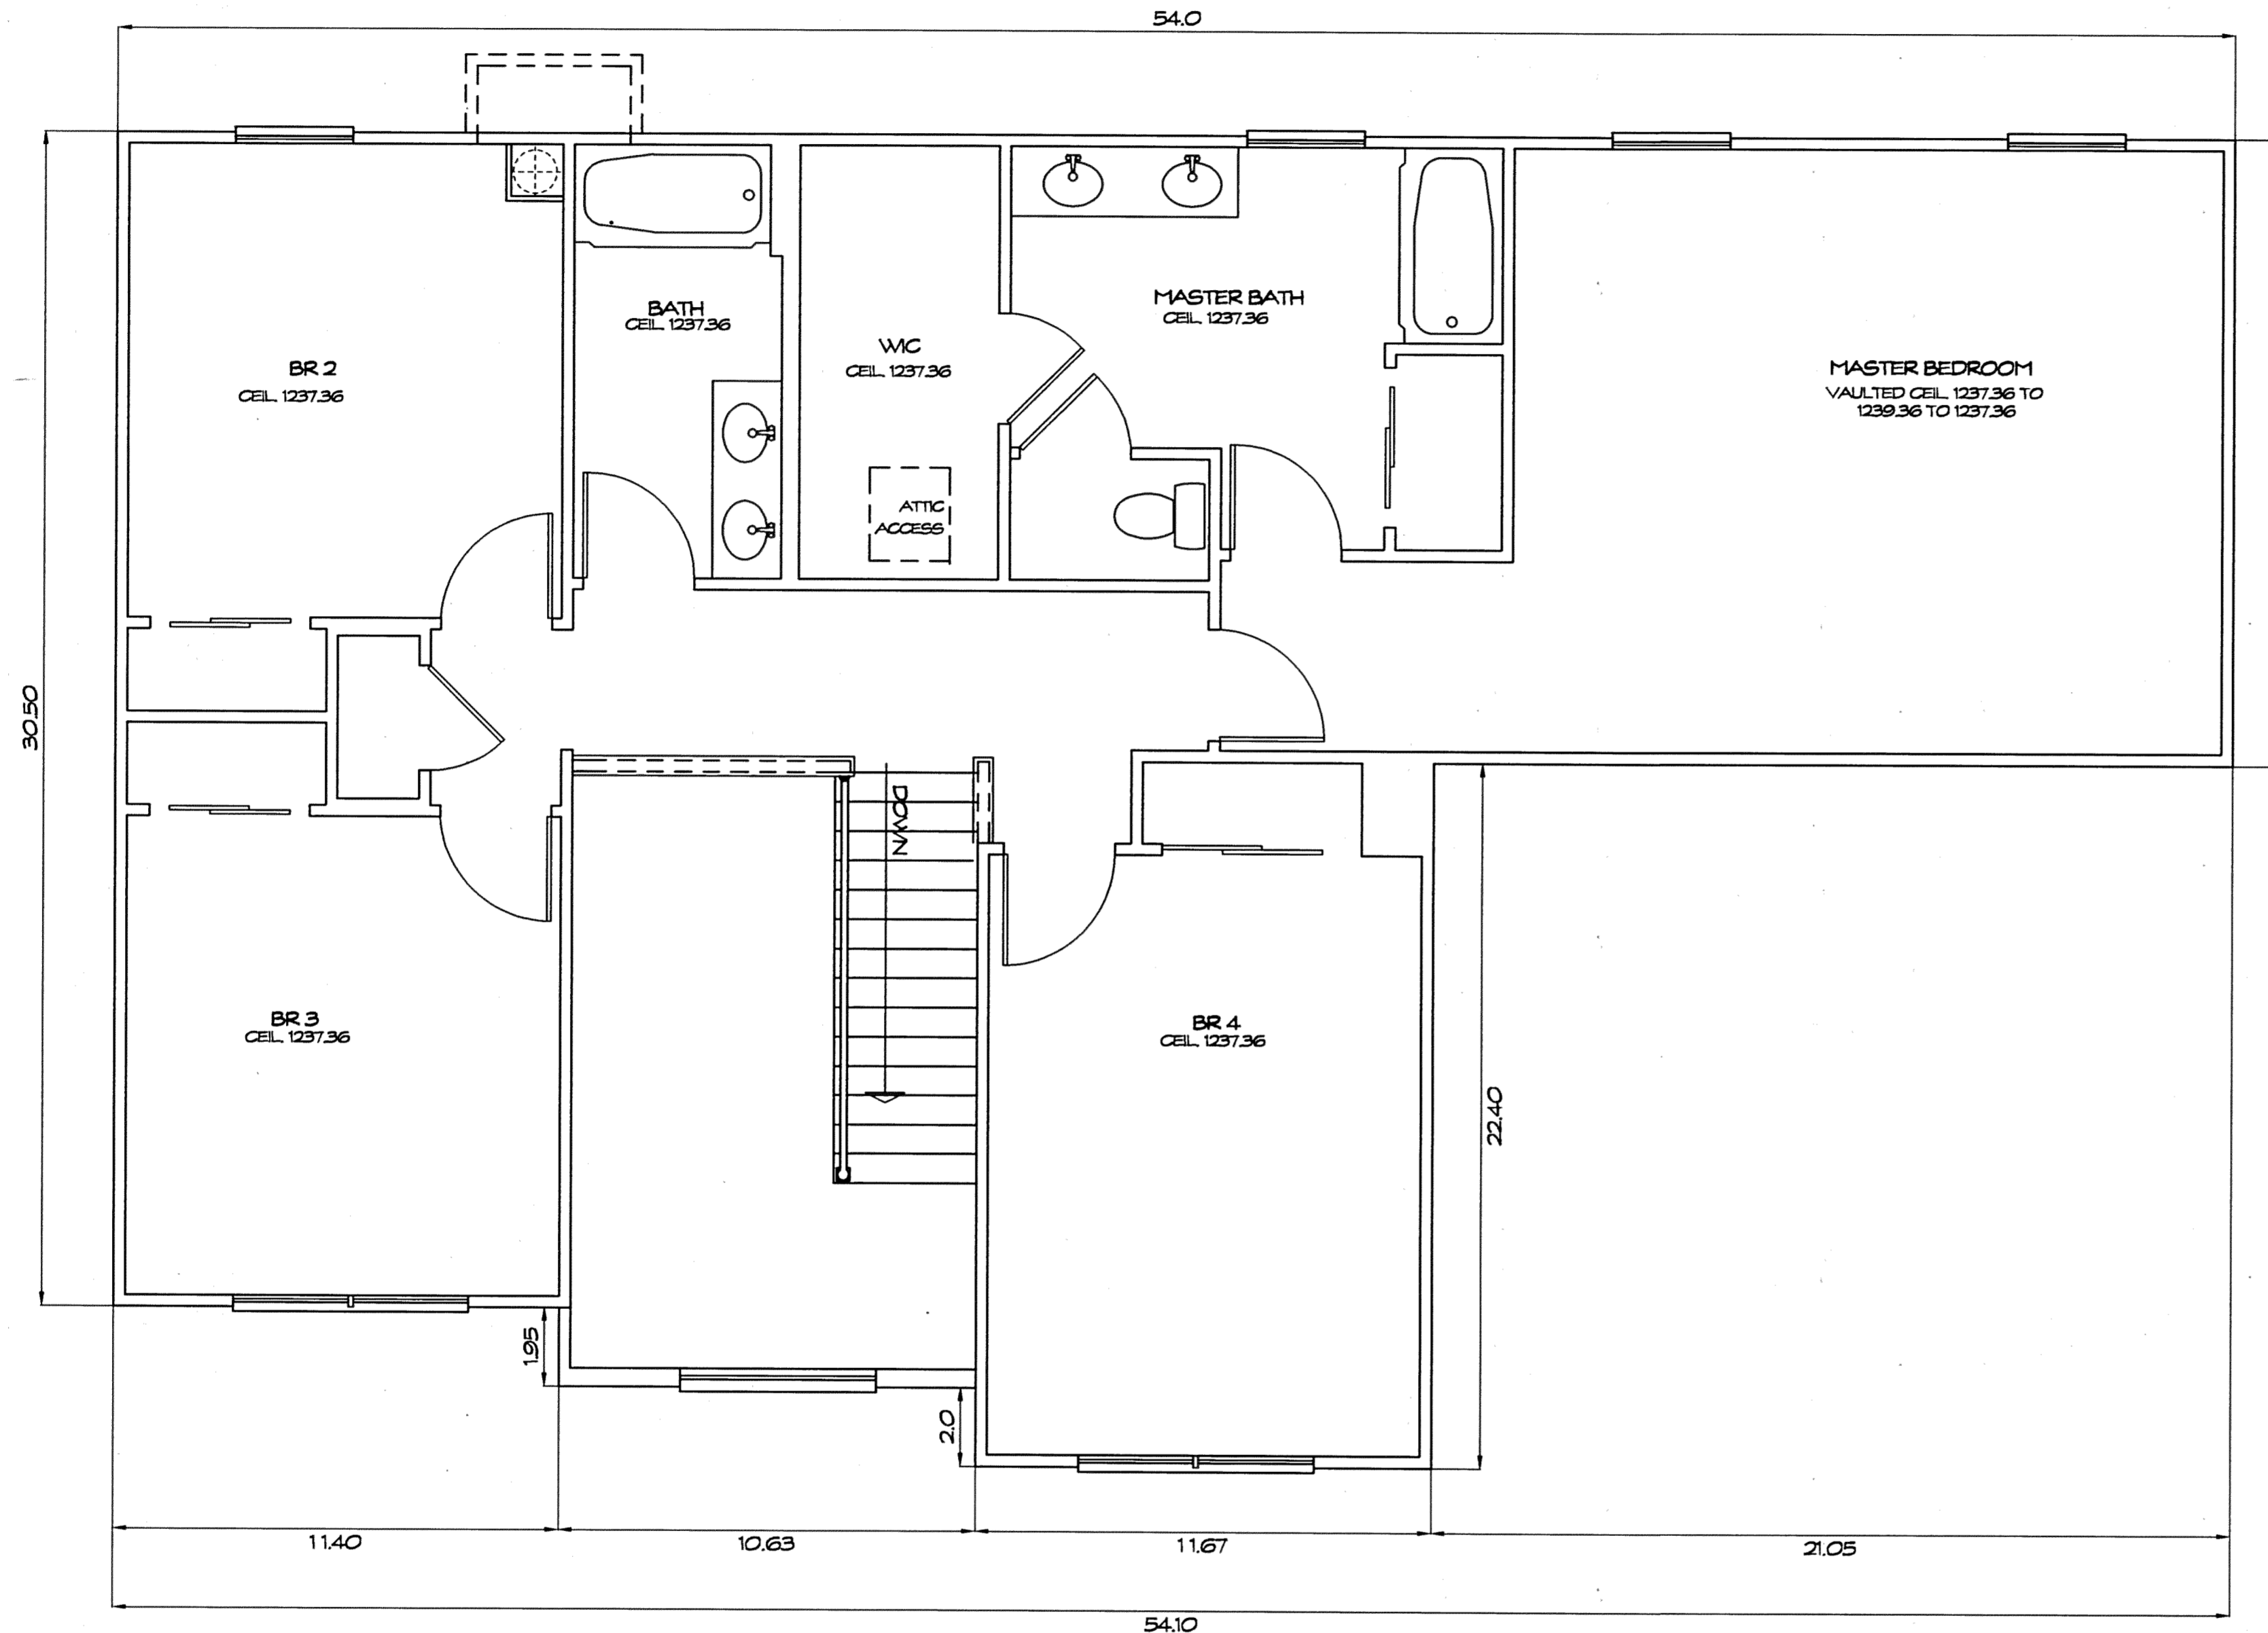 54.0
BATH
CEIL. 1237.36
MASTER BATH
CEIL. 1237.36
WIC
CEIL. 1237.36
BR 2
CEIL. 1237.36
MASTER BEDROOM
VAULTED CEIL 1237.36 TO
1239.36 TO 1237.36
ATTIC
ACCESS
30.50
DOWN
BR 3
CEIL. 1237.36
BR 4
CEIL. 1237.36
22.40
1.95
2.0
11.40
10.63
11.67
21.05
54.10